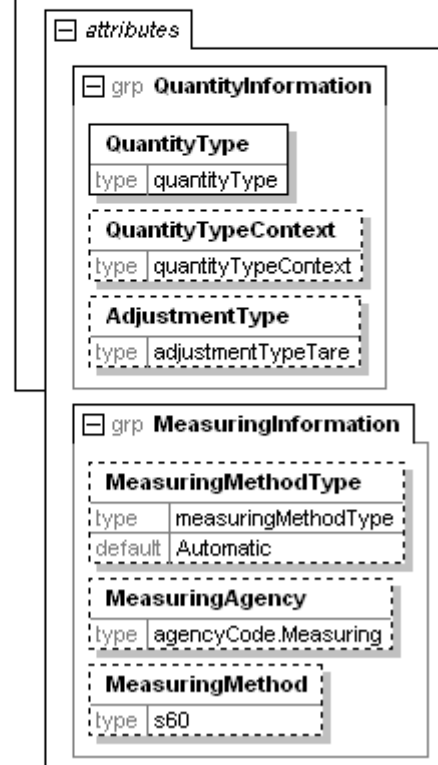 attributes
grp QuantityInformation
QuantityType
type quantityType
QuantityTypeContext
type quantityTypeContext
AdjustmentType
type adjustmentTypeTare
grp MeasuringInformation
MeasuringMethodType
type measuringMethodType
default Automatic
MeasuringAgency
type agencyCode.Measuring
MeasuringMethod
type s60